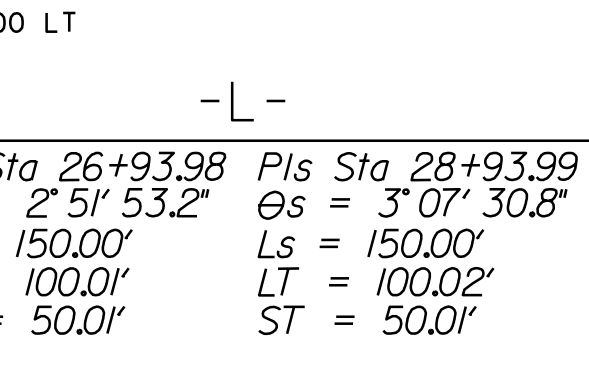 00 LT
-L-
Sta 26+93.98 PIs Sta 28+93.99
2°51' 53.2" Θs = 3°07' 30.8"
150.00' Ls = 150.00'
100.01' LT = 100.02'
= 50.01' ST = 50.01'